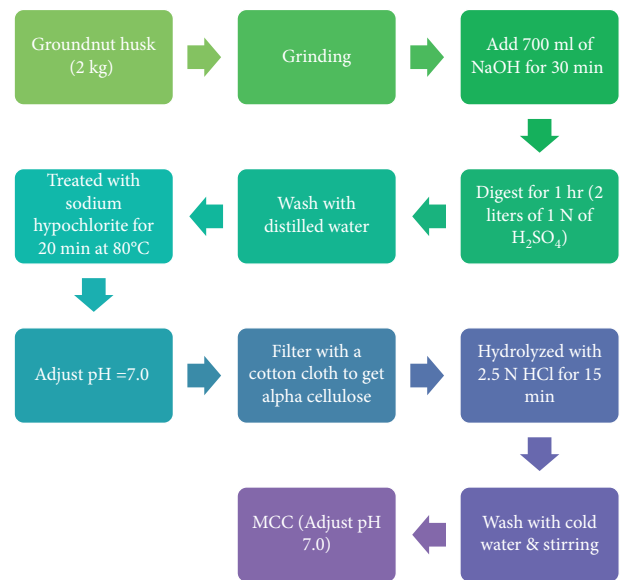 Groundnut husk
(2 kg)
Grinding
Add 700 ml of
NaOH for 30 min
Digest for 1 hr (2
liters of 1 N of
H₂SO₄)
Wash with
distilled water
Treated with
sodium
hypochlorite for
20 min at 80°C
Adjust pH =7.0
Filter with a
cotton cloth to get
alpha cellulose
Hydrolyzed with
2.5 N HCl for 15
min
Wash with cold
water & stirring
MCC (Adjust pH
7.0)